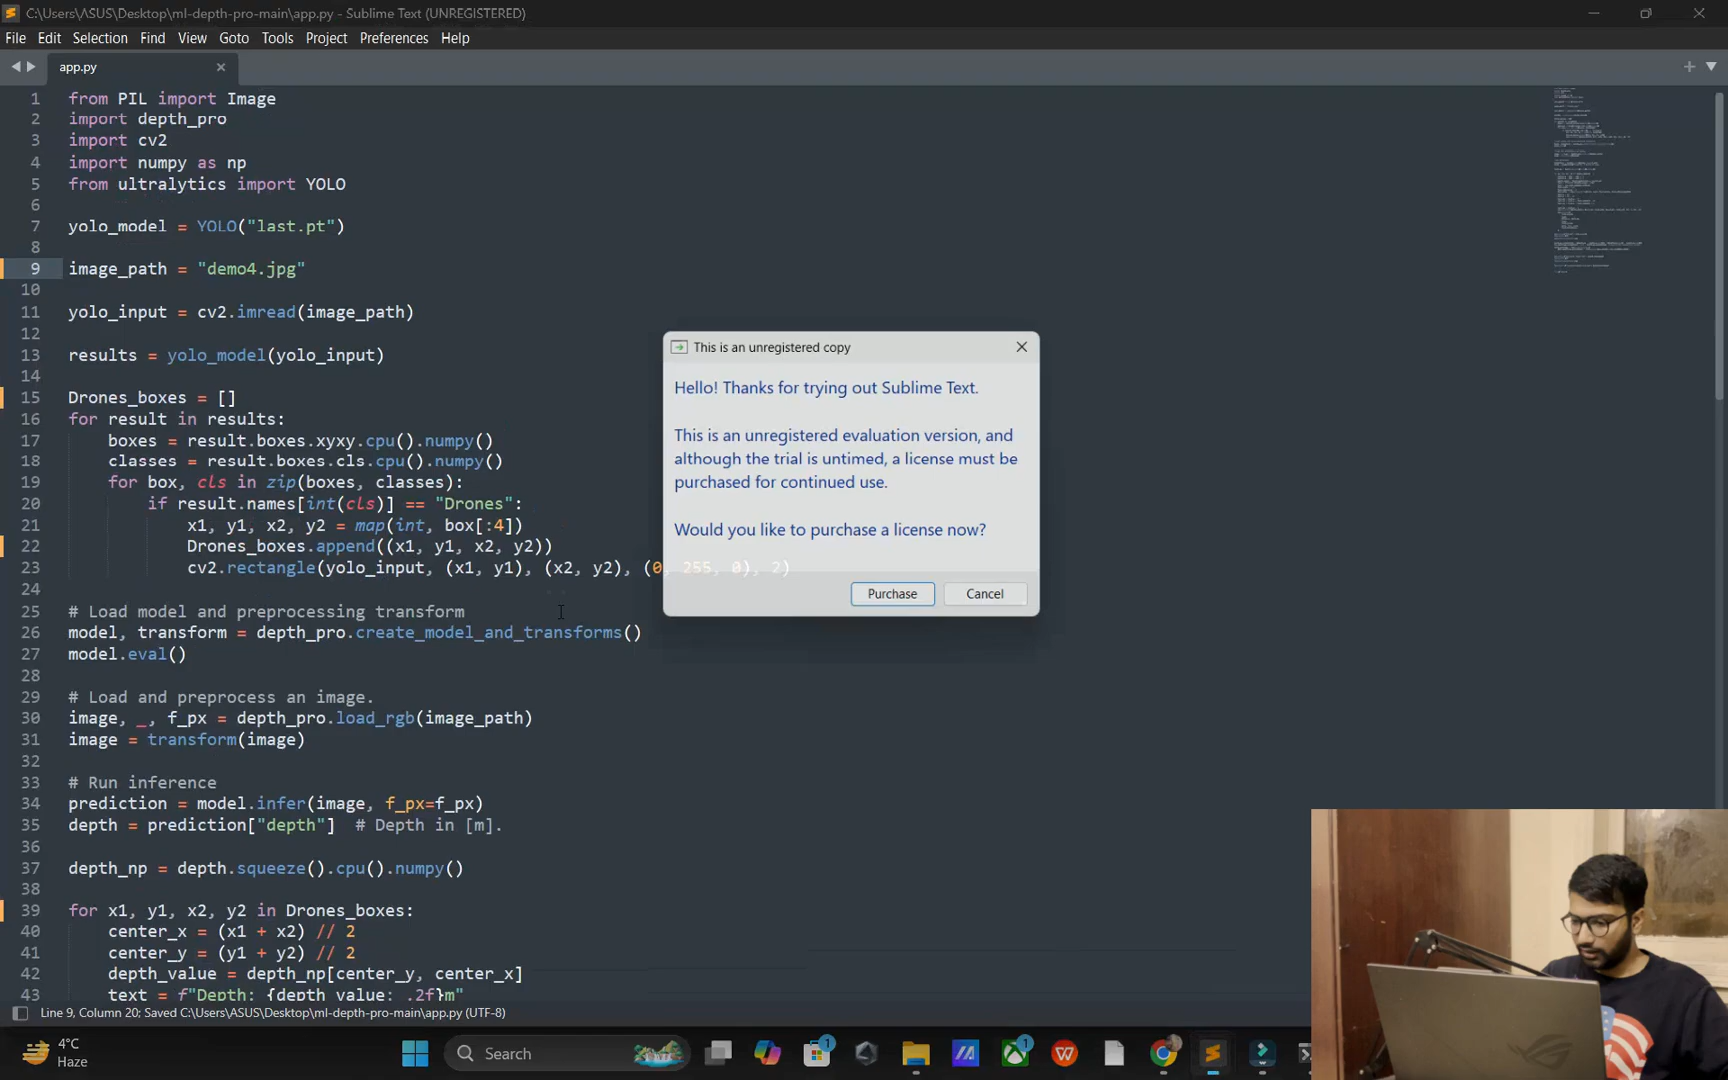 C:\Users\ASUS\Desktop\ml-depth-pro-main\app.py - Sublime Text (UNREGISTERED)
File Edit Selection Find View Goto Tools Project Preferences Help
app.py
1 from PIL import Image
2 import depth_pro
3 import cv2
4 import numpy as np
5 from ultralytics import YOLO
6
7 yolo_model = YOLO("last.pt")
8
9 image_path = "demo4.jpg"
10
11 yolo_input = cv2.imread(image_path)
12
13 results = yolo_model(yolo_input)
14
15 Drones_boxes = []
16 for result in results:
17 boxes = result.boxes.xyxy.cpu().numpy()
18 classes = result.boxes.cls.cpu().numpy()
19 for box, cls in zip(boxes, classes):
20 if result.names[int(cls)] == "Drones":
21 x1, y1, x2, y2 = map(int, box[:4])
22 Drones_boxes.append((x1, y1, x2, y2))
23 cv2.rectangle(yolo_input, (x1, y1), (x2, y2), (0, 255, 0), 2)
24
25 # Load model and preprocessing transform
26 model, transform = depth_pro.create_model_and_transforms()
27 model.eval()
28
29 # Load and preprocess an image.
30 image, _, f_px = depth_pro.load_rgb(image_path)
31 image = transform(image)
32
33 # Run inference
34 prediction = model.infer(image, f_px=f_px)
35 depth = prediction["depth"] # Depth in [m].
36
37 depth_np = depth.squeeze().cpu().numpy()
38
39 for x1, y1, x2, y2 in Drones_boxes:
40 center_x = (x1 + x2) // 2
41 center_y = (y1 + y2) // 2
42 depth_value = depth_np[center_y, center_x]
43 text = f"Depth: {depth_value: .2f}m"
This is an unregistered copy
Hello! Thanks for trying out Sublime Text.
This is an unregistered evaluation version, and
although the trial is untimed, a license must be
purchased for continued use.
Would you like to purchase a license now?
Purchase Cancel
Line 9, Column 20; Saved C:\Users\ASUS\Desktop\ml-depth-pro-main\app.py (UTF-8)
4°C
Haze
Search
1
1